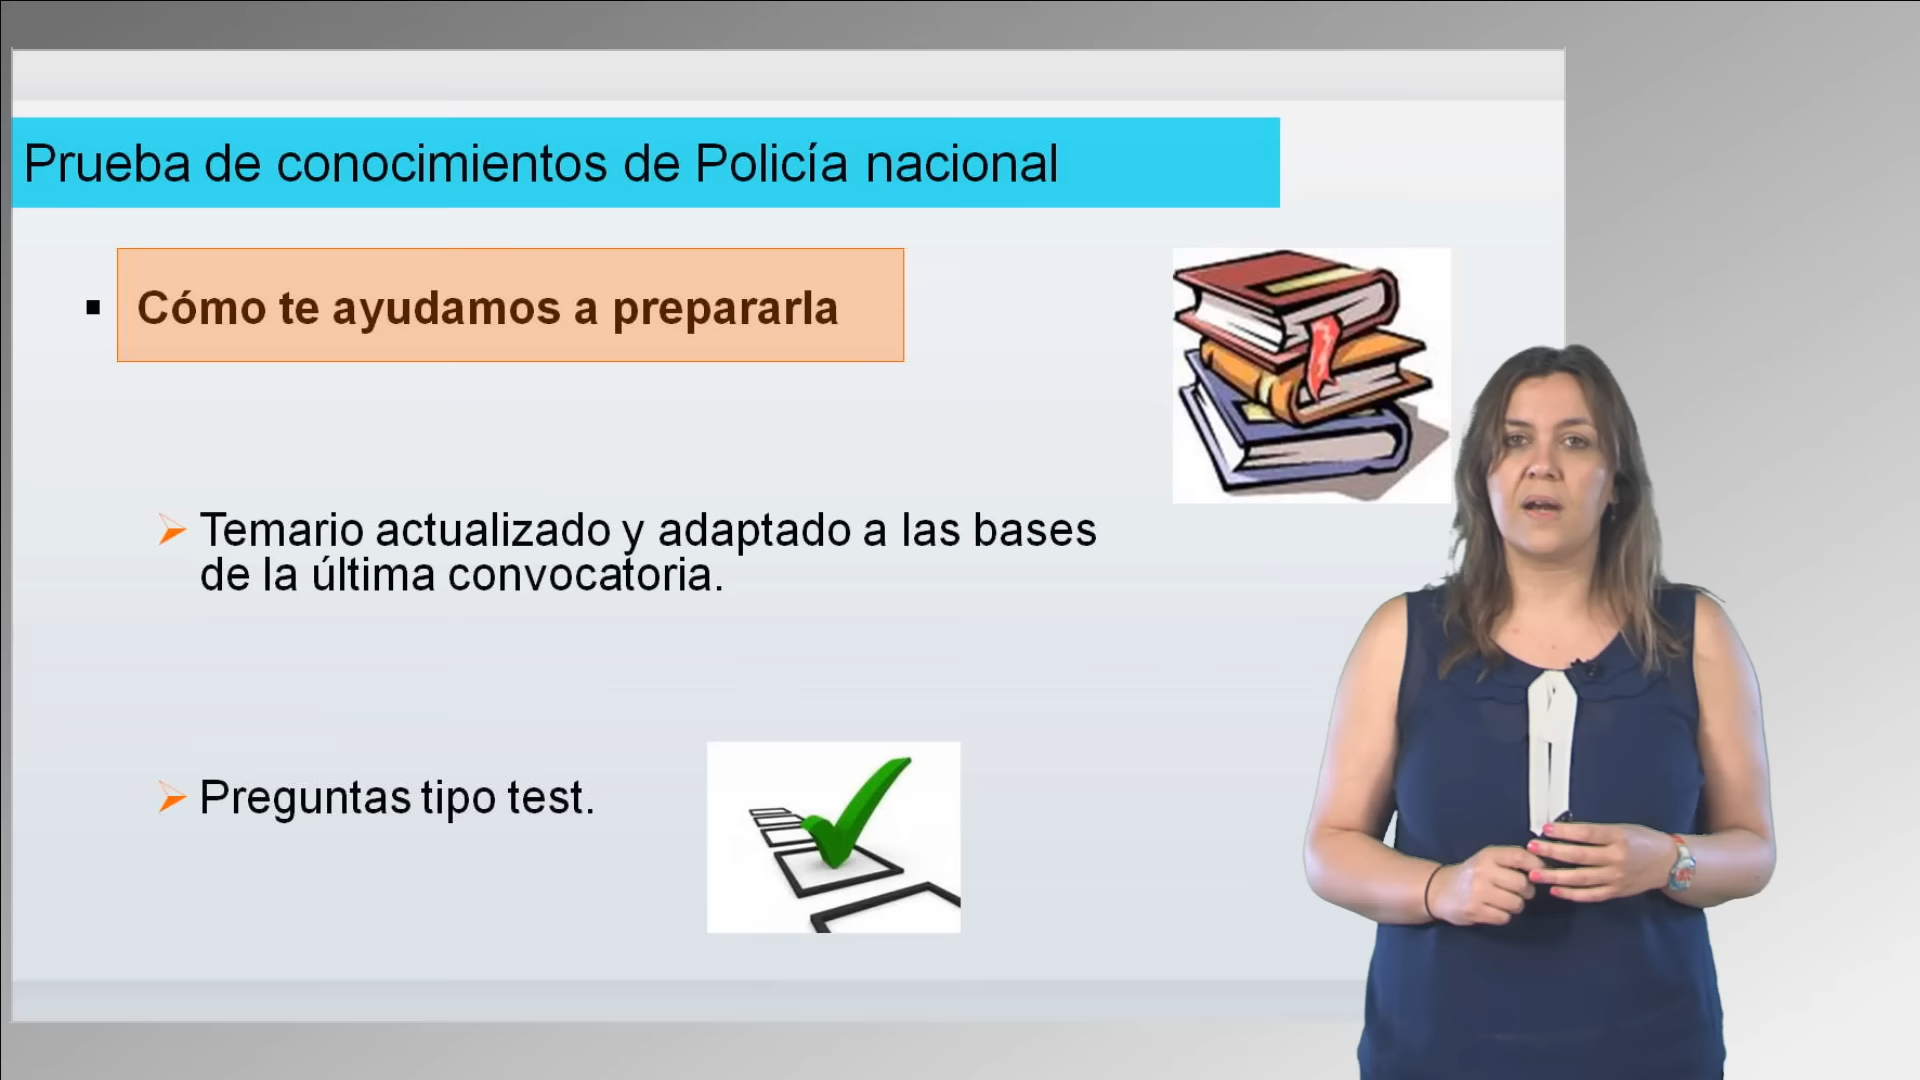 Prueba de conocimientos de Policía nacional
Cómo te ayudamos a prepararla
Temario actualizado y adaptado a las bases
de la última convocatoria.
Preguntas tipo test.